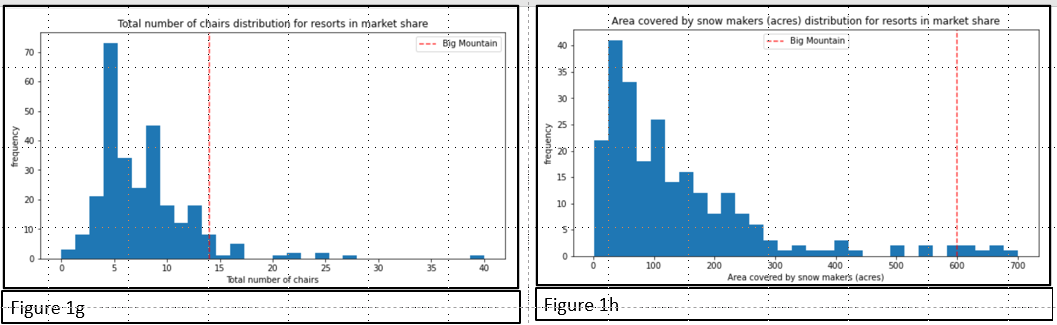 Total number of chairs distribution for resorts in market share
Big Mountain
70
60
50
40
30
20
10
0
frequency
0 5 10 15 20 25 30 35 40
Total number of chairs
Figure 1g
Area covered by snow makers (acres) distribution for resorts in market share
Big Mountain
40
35
30
25
20
15
10
5
0
frequency
0 100 200 300 400 500 600 700
Area covered by snow makers (acres)
Figure 1h